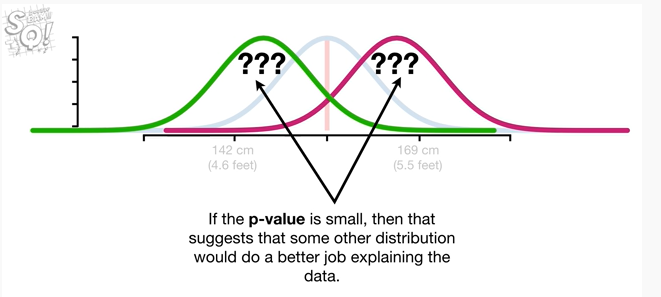 SQ!
??? ???
142 cm 169 cm
(4.6 feet) (5.5 feet)
If the p-value is small, then that
suggests that some other distribution
would do a better job explaining the
data.